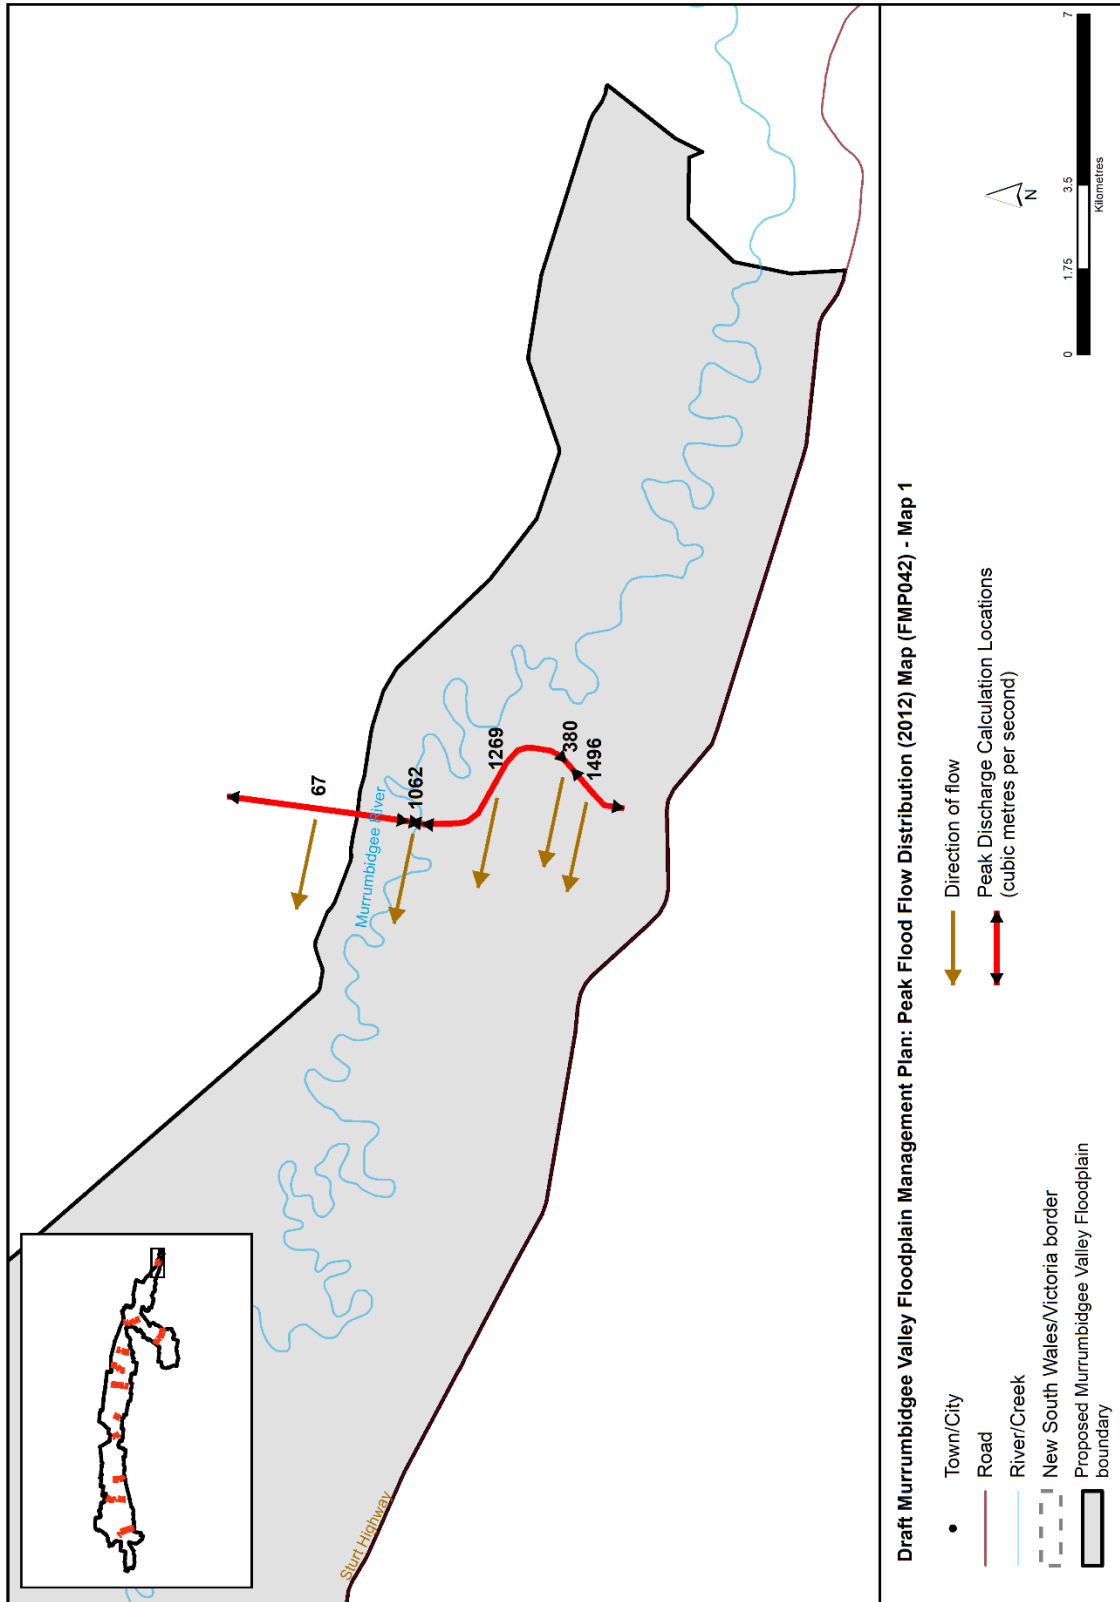 67
1062
1269
380
1496
Murrumbidgee River
Sturt Highway
Draft Murrumbidgee Valley Floodplain Management Plan: Peak Flood Flow Distribution (2012) Map (FMP042) - Map 1
Town/City
Road
River/Creek
New South Wales/Victoria border
Proposed Murrumbidgee Valley Floodplain
boundary
Direction of flow
Peak Discharge Calculation Locations
(cubic metres per second)
N
0 1.75 3.5 7
Kilometres